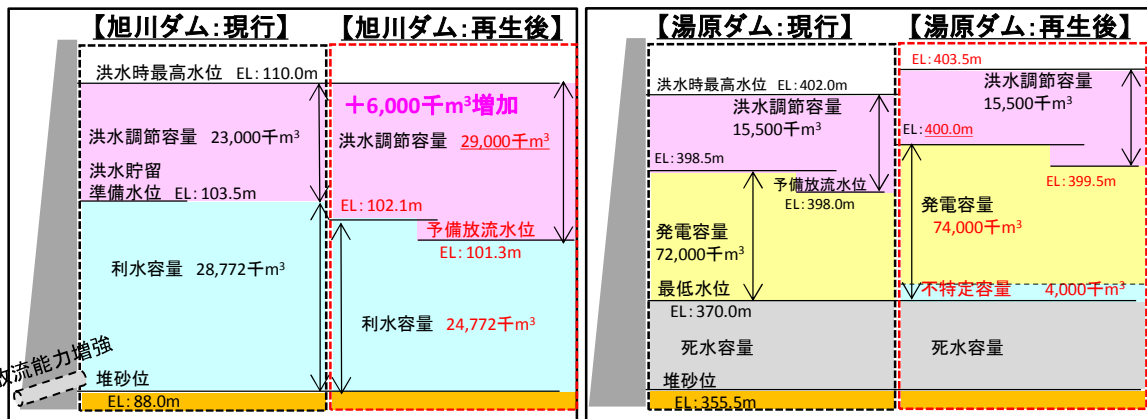 【旭川ダム:現行】
【旭川ダム:再生後】
洪水時最高水位 EL:110.0m
洪水調節容量 23,000千m³
洪水貯留
準備水位 EL:103.5m
利水容量 28,772千m³
放流能力増強
堆砂位
EL:88.0m
+6,000千m³増加
洪水調節容量 29,000千m³
EL:102.1m
予備放流水位
EL:101.3m
利水容量 24,772千m³
【湯原ダム:現行】
【湯原ダム:再生後】
洪水時最高水位 EL:402.0m
洪水調節容量
15,500千m³
EL:398.5m
予備放流水位
EL:398.0m
発電容量
72,000千m³
最低水位
EL:370.0m
死水容量
堆砂位
EL:355.5m
EL:403.5m
洪水調節容量
15,500千m³
EL:400.0m
EL:399.5m
発電容量
74,000千m³
不特定容量 4,000千m³
死水容量